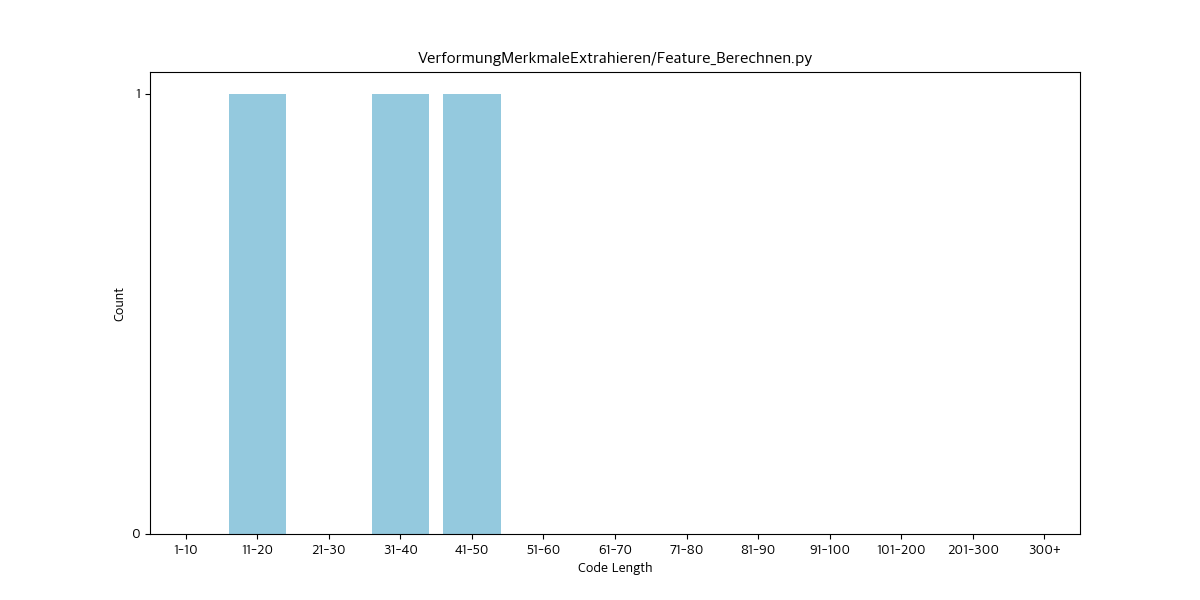 VerformungMerkmaleExtrahieren/Feature_Berechnen.py
1
Count
0
1-10 11-20 21-30 31-40 41-50 51-60 61-70 71-80 81-90 91-100 101-200 201-300 300+
Code Length